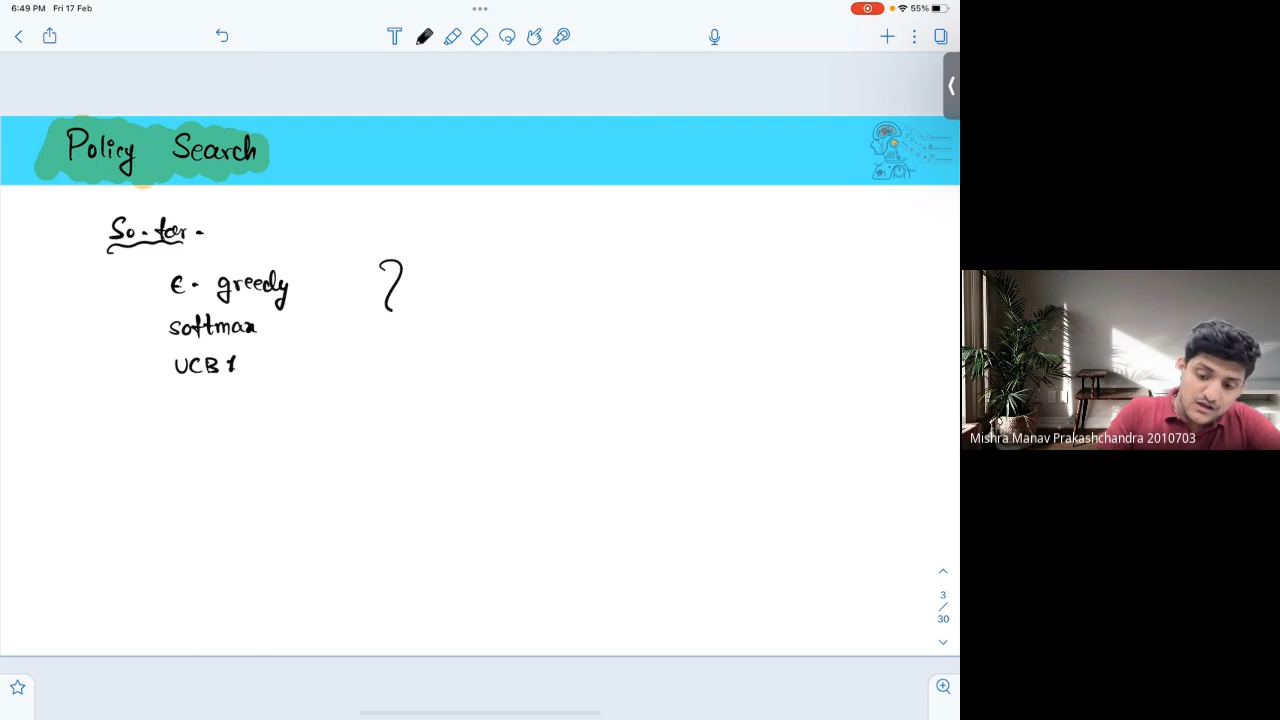 6:49 PM Fri 17 Feb
55%
Policy Search
So-far-
ε- greedy
softmax
UCB 1
3
/
30
Mishra Manav Prakashchandra 2010703